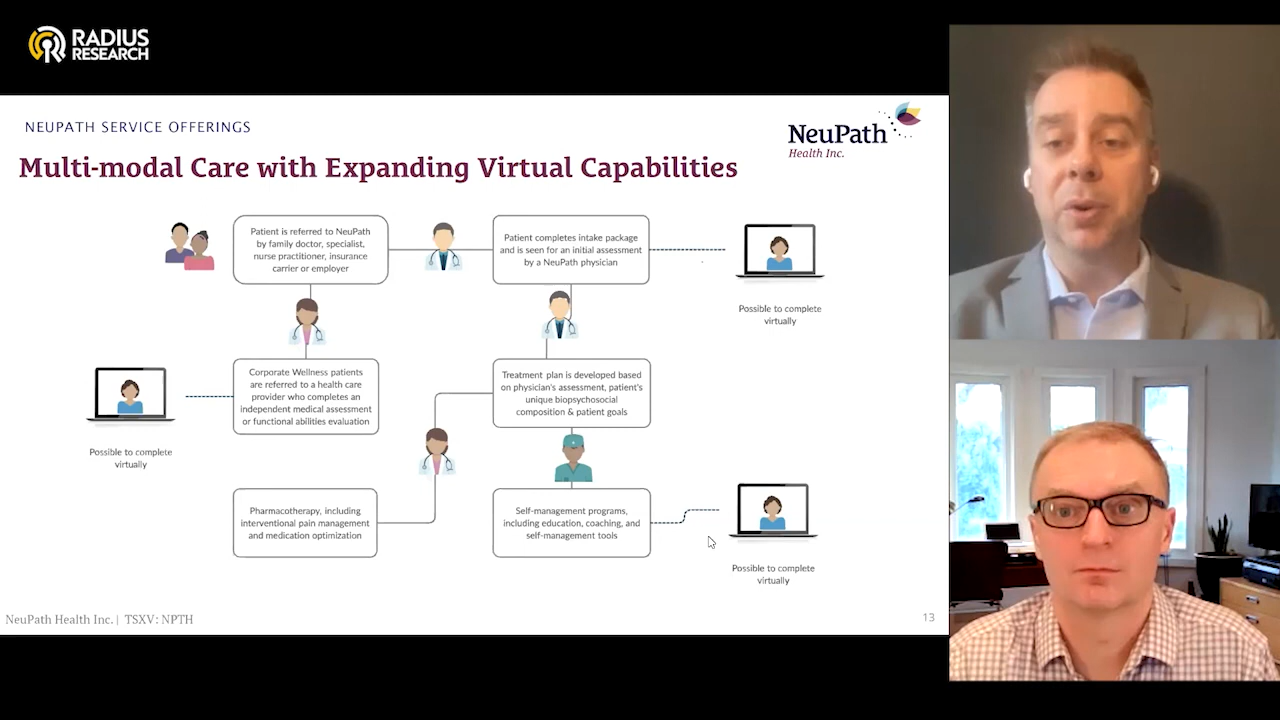 RADIUS
RESEARCH
NEUPATH SERVICE OFFERINGS
NeuPath
Health Inc.
Multi-modal Care with Expanding Virtual Capabilities
Patient is referred to NeuPath
by family doctor, specialist,
nurse practitioner, insurance
carrier or employer
Patient completes intake package
and is seen for an initial assessment
by a NeuPath physician
Possible to complete
virtually
Corporate Wellness patients
are referred to a health care
provider who completes an
independent medical assessment
or functional abilities evaluation
Possible to complete
virtually
Treatment plan is developed based
on physician's assessment, patient's
unique biopsychosocial
composition & patient goals
Pharmacotherapy, including
interventional pain management
and medication optimization
Self-management programs,
including education, coaching, and
self-management tools
Possible to complete
virtually
NeuPath Health Inc. | TSXV: NPTH
13